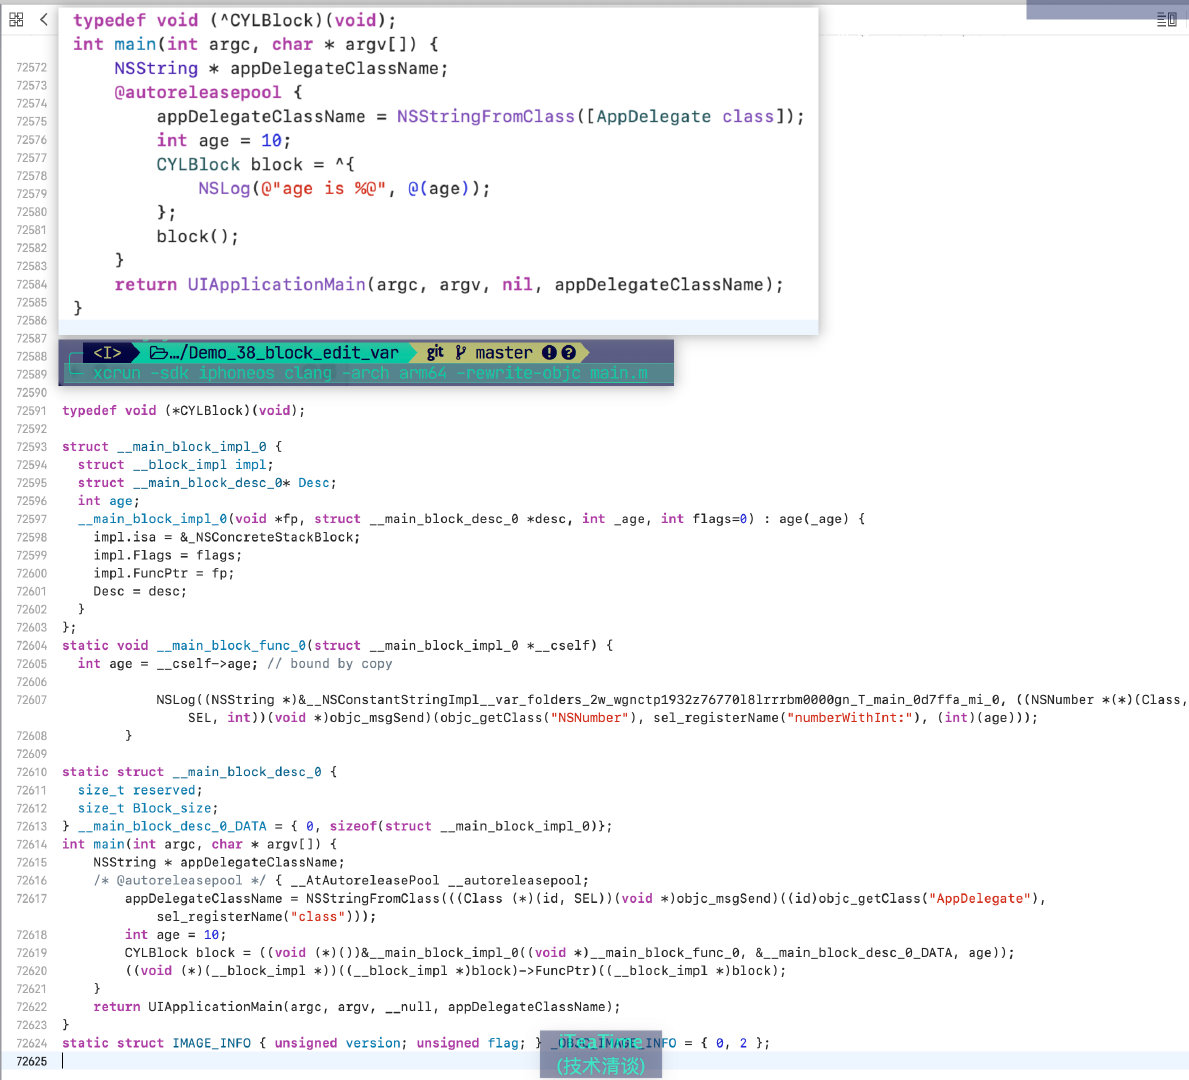 typedef void (^CYLBlock)(void);
int main(int argc, char * argv[]) {
    NSString * appDelegateClassName;
    @autoreleasepool {
        appDelegateClassName = NSStringFromClass([AppDelegate class]);
        int age = 10;
        CYLBlock block = ^{
            NSLog(@"age is %@", @(age));
        };
        block();
    }
    return UIApplicationMain(argc, argv, nil, appDelegateClassName);
}
<I> …/Demo_38_block_edit_var git master
xcrun -sdk iphoneos clang -arch arm64 -rewrite-objc main.m
72572
72573
72574
72575
72576
72577
72578
72579
72580
72581
72582
72583
72584
72585
72586
72587
72588
72589
72590
72591 typedef void (*CYLBlock)(void);
72592
72593 struct __main_block_impl_0 {
72594   struct __block_impl impl;
72595   struct __main_block_desc_0* Desc;
72596   int age;
72597   __main_block_impl_0(void *fp, struct __main_block_desc_0 *desc, int _age, int flags=0) : age(_age) {
72598     impl.isa = &_NSConcreteStackBlock;
72599     impl.Flags = flags;
72600     impl.FuncPtr = fp;
72601     Desc = desc;
72602   }
72603 };
72604 static void __main_block_func_0(struct __main_block_impl_0 *__cself) {
72605   int age = __cself->age; // bound by copy
72606
72607             NSLog((NSString *)&__NSConstantStringImpl__var_folders_2w_wgnctp1932z76770l8lrrrbm0000gn_T_main_0d7ffa_mi_0, ((NSNumber *(*)(Class,
                SEL, int))(void *)objc_msgSend)(objc_getClass("NSNumber"), sel_registerName("numberWithInt:"), (int)(age)));
72608         }
72609
72610 static struct __main_block_desc_0 {
72611   size_t reserved;
72612   size_t Block_size;
72613 } __main_block_desc_0_DATA = { 0, sizeof(struct __main_block_impl_0)};
72614 int main(int argc, char * argv[]) {
72615     NSString * appDelegateClassName;
72616     /* @autoreleasepool */ { __AtAutoreleasePool __autoreleasepool;
72617         appDelegateClassName = NSStringFromClass(((Class (*)(id, SEL))(void *)objc_msgSend)((id)objc_getClass("AppDelegate"),
            sel_registerName("class")));
72618         int age = 10;
72619         CYLBlock block = ((void (*)())&__main_block_impl_0((void *)__main_block_func_0, &__main_block_desc_0_DATA, age));
72620         ((void (*)(__block_impl *))((__block_impl *)block)->FuncPtr)((__block_impl *)block);
72621     }
72622     return UIApplicationMain(argc, argv, __null, appDelegateClassName);
72623 }
72624 static struct IMAGE_INFO { unsigned version; unsigned flag; } _OBJC_IMAGE_INFO = { 0, 2 };
72625
iTeaTime
(技术清谈)